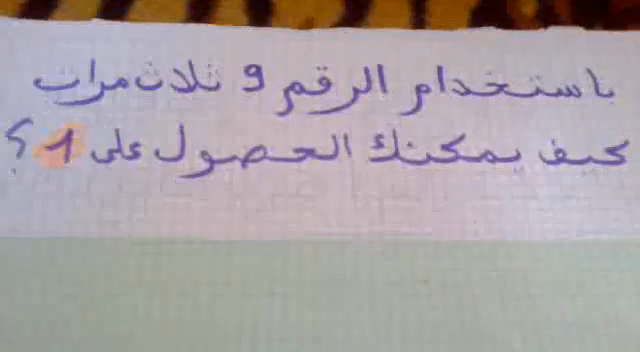 باستخدام الرقم 9 ثلاث مرات
كيف يمكنك الحصول على 1 ؟